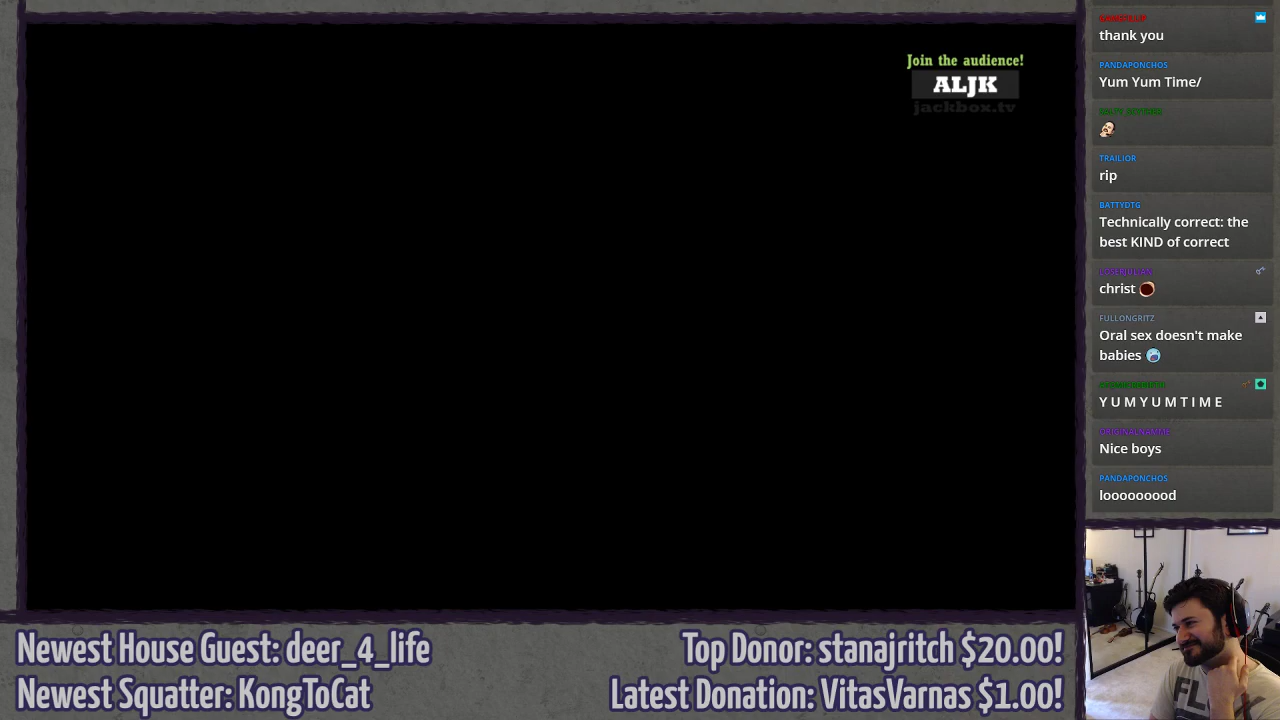 Join the audience!
ALJK
jackbox.tv
thank you
PANDAPONCHOS
Yum Yum Time/
TRAILIOR
rip
BATTYDTG
Technically correct: the
best KIND of correct
christ
FULLONGRITZ
Oral sex doesn't make
babies
Y U M Y U M T I M E
ORIGINALNAMME
Nice boys
PANDAPONCHOS
looooooood
FL
Newest House Guest: deer_4_life
Newest Squatter: KongToCat
Top Donor: stanajritch $20.00!
Latest Donation: VitasVarnas $1.00!